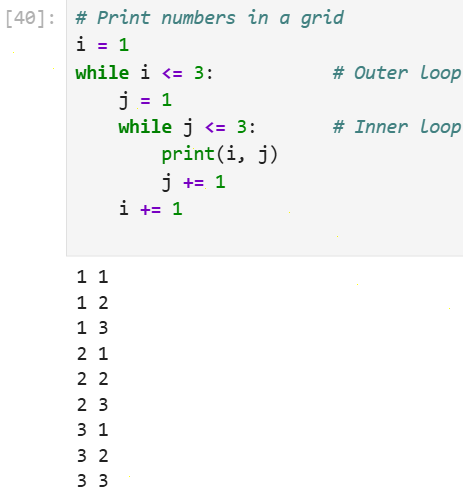 [40]: # Print numbers in a grid
i = 1
while i <= 3:           # Outer loop
    j = 1
    while j <= 3:       # Inner loop
        print(i, j)
        j += 1
    i += 1
1 1
1 2
1 3
2 1
2 2
2 3
3 1
3 2
3 3